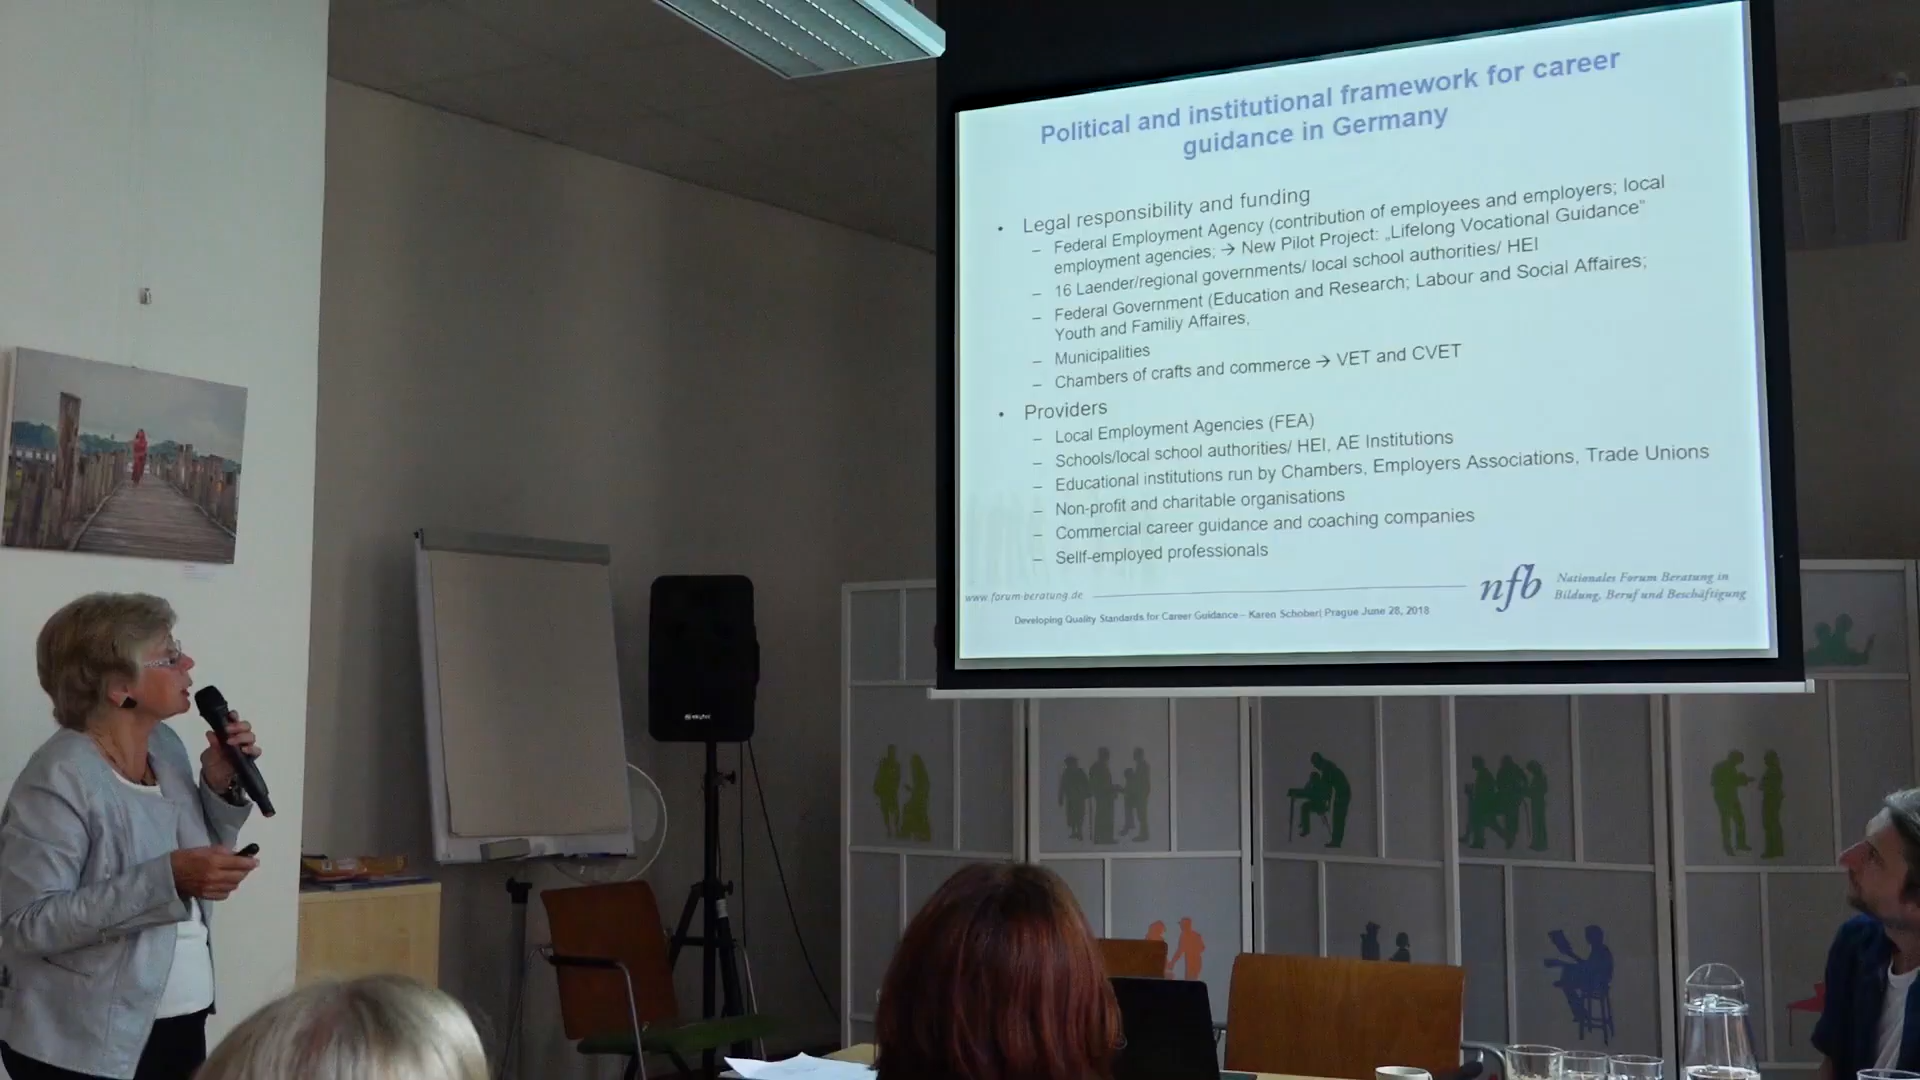 Political and institutional framework for career
guidance in Germany
• Legal responsibility and funding
– Federal Employment Agency (contribution of employees and employers; local
employment agencies; → New Pilot Project: „Lifelong Vocational Guidance“
– 16 Laender/regional governments/ local school authorities/ HEI
– Federal Government (Education and Research; Labour and Social Affaires;
Youth and Familiy Affaires,
– Municipalities
– Chambers of crafts and commerce → VET and CVET
• Providers
– Local Employment Agencies (FEA)
– Schools/local school authorities/ HEI, AE Institutions
– Educational institutions run by Chambers, Employers Associations, Trade Unions
– Non-profit and charitable organisations
– Commercial career guidance and coaching companies
– Sellf-employed professionals
www.forum-beratung.de
nfb
Nationales Forum Beratung in
Bildung, Beruf und Beschäftigung
Developing Quality Standards for Career Guidance– Karen Schober| Prague June 28, 2018